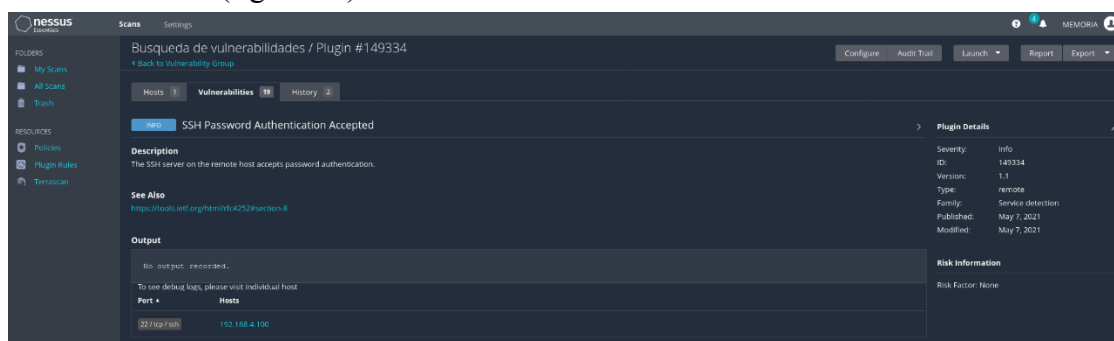 nessus
Essentials
Scans
Settings
4
MEMORIA
FOLDERS
My Scans
All Scans
Trash
RESOURCES
Policies
Plugin Rules
Terrascan
Busqueda de vulnerabilidades / Plugin #149334
Back to Vulnerability Group
Configure
Audit Trail
Launch
Report
Export
Hosts 1
Vulnerabilities 19
History 2
INFO SSH Password Authentication Accepted
Description
The SSH server on the remote host accepts password authentication.
See Also
https://tools.ietf.org/html/rfc4252#section-8
Output
No output recorded.
To see debug logs, please visit individual host
Port Hosts
22 / tcp / ssh 192.168.4.100
Plugin Details
Severity: Info
ID: 149334
Version: 1.1
Type: remote
Family: Service detection
Published: May 7, 2021
Modified: May 7, 2021
Risk Information
Risk Factor: None